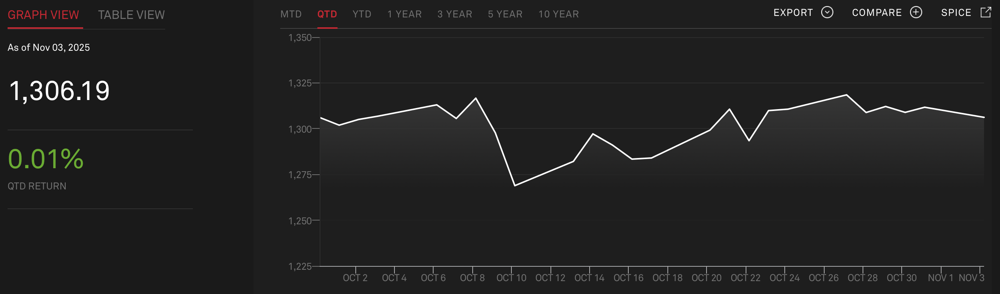 GRAPH VIEW TABLE VIEW
As of Nov 03, 2025
1,306.19
0.01%
QTD RETURN
MTD QTD YTD 1 YEAR 3 YEAR 5 YEAR 10 YEAR
EXPORT COMPARE SPICE
1,350
1,325
1,300
1,275
1,250
1,225
OCT 2 OCT 4 OCT 6 OCT 8 OCT 10 OCT 12 OCT 14 OCT 16 OCT 18 OCT 20 OCT 22 OCT 24 OCT 26 OCT 28 OCT 30 NOV 1 NOV 3